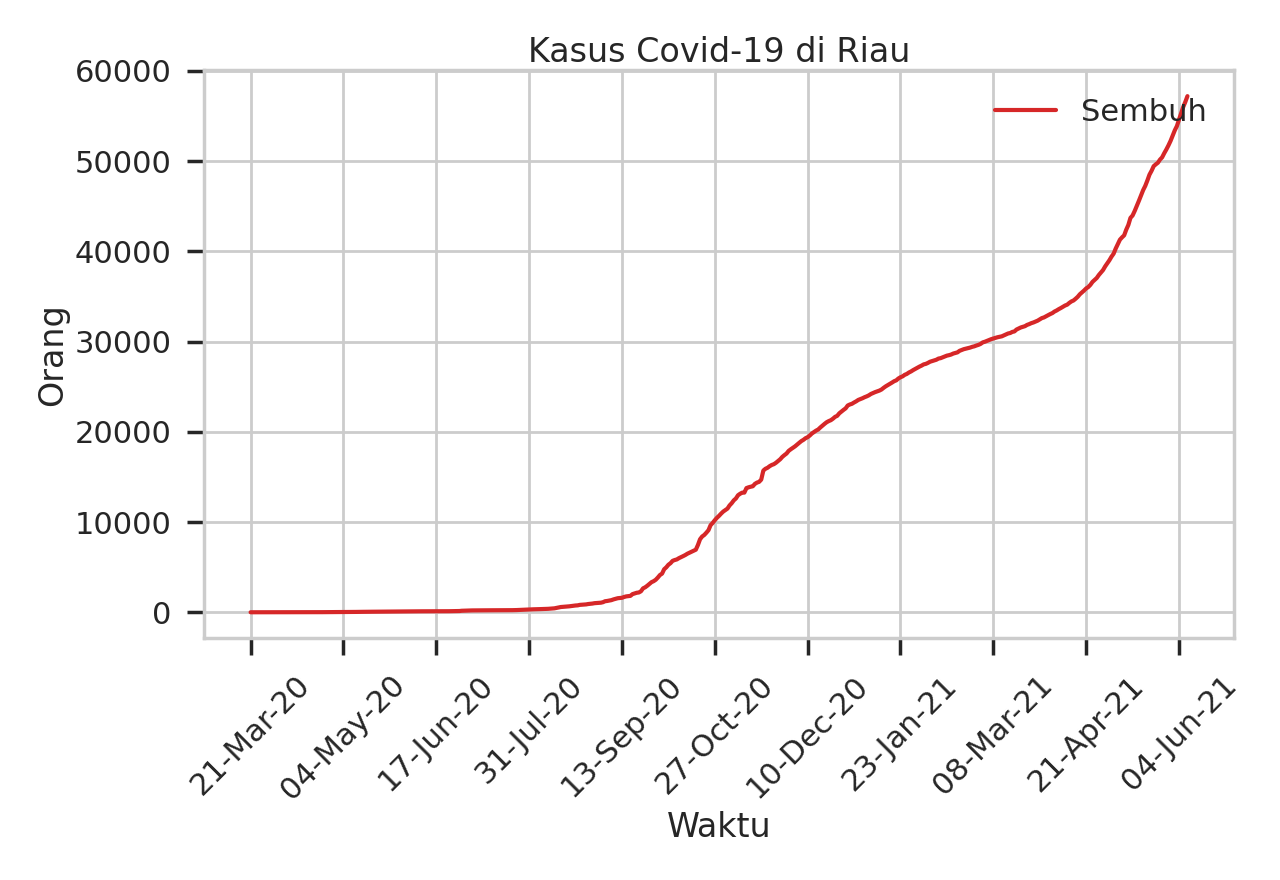 Kasus Covid-19 di Riau
Sembuh
Orang
60000
50000
40000
30000
20000
10000
0
21-Mar-20
04-May-20
17-Jun-20
31-Jul-20
13-Sep-20
27-Oct-20
10-Dec-20
23-Jan-21
08-Mar-21
21-Apr-21
04-Jun-21
Waktu